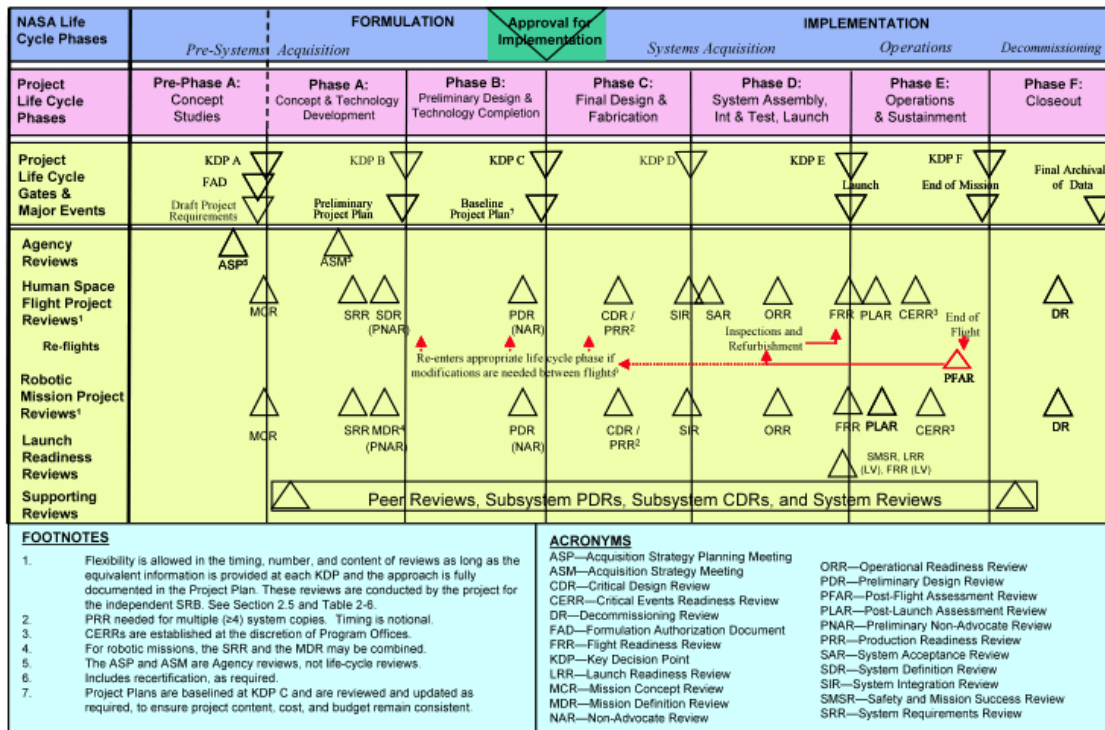 NASA Life
Cycle Phases
FORMULATION
Approval for
Implementation
IMPLEMENTATION
Pre-Systems Acquisition
Systems Acquisition
Operations
Decommissioning
Project
Life Cycle
Phases
Pre-Phase A:
Concept
Studies
Phase A:
Concept & Technology
Development
Phase B:
Preliminary Design &
Technology Completion
Phase C:
Final Design &
Fabrication
Phase D:
System Assembly,
Int & Test, Launch
Phase E:
Operations
& Sustainment
Phase F:
Closeout
Project
Life Cycle
Gates &
Major Events
KDP A
FAD
Draft Project
Requirements
KDP B
Preliminary
Project Plan
KDP C
Baseline
Project Plan7
KDP D
KDP E
Launch
KDP F
End of Mission
Final Archival
of Data
Agency
Reviews
ASP5
ASM5
Human Space
Flight Project
Reviews1
MCR
SRR
SDR
(PNAR)
PDR
(NAR)
CDR /
PRR2
SIR
SAR
ORR
FRR
PLAR
CERR3
End of
Flight
DR
Re-flights
Re-enters appropriate life cycle phase if
modifications are needed between flights6
Inspections and
Refurbishment
PFAR
Robotic
Mission Project
Reviews1
MCR
SRR
MDR4
(PNAR)
PDR
(NAR)
CDR /
PRR2
SIR
ORR
FRR
PLAR
CERR3
DR
Launch
Readiness
Reviews
SMSR, LRR
(LV), FRR (LV)
Supporting
Reviews
Peer Reviews, Subsystem PDRs, Subsystem CDRs, and System Reviews
FOOTNOTES
1. Flexibility is allowed in the timing, number, and content of reviews as long as the
equivalent information is provided at each KDP and the approach is fully
documented in the Project Plan. These reviews are conducted by the project for
the independent SRB. See Section 2.5 and Table 2-6.
2. PRR needed for multiple (≥4) system copies. Timing is notional.
3. CERRs are established at the discretion of Program Offices.
4. For robotic missions, the SRR and the MDR may be combined.
5. The ASP and ASM are Agency reviews, not life-cycle reviews.
6. Includes recertification, as required.
7. Project Plans are baselined at KDP C and are reviewed and updated as
required, to ensure project content, cost, and budget remain consistent.
ACRONYMS
ASP—Acquisition Strategy Planning Meeting
ASM—Acquisition Strategy Meeting
CDR—Critical Design Review
CERR—Critical Events Readiness Review
DR—Decommissioning Review
FAD—Formulation Authorization Document
FRR—Flight Readiness Review
KDP—Key Decision Point
LRR—Launch Readiness Review
MCR—Mission Concept Review
MDR—Mission Definition Review
NAR—Non-Advocate Review
ORR—Operational Readiness Review
PDR—Preliminary Design Review
PFAR—Post-Flight Assessment Review
PLAR—Post-Launch Assessment Review
PNAR—Preliminary Non-Advocate Review
PRR—Production Readiness Review
SAR—System Acceptance Review
SDR—System Definition Review
SIR—System Integration Review
SMSR—Safety and Mission Success Review
SRR—System Requirements Review